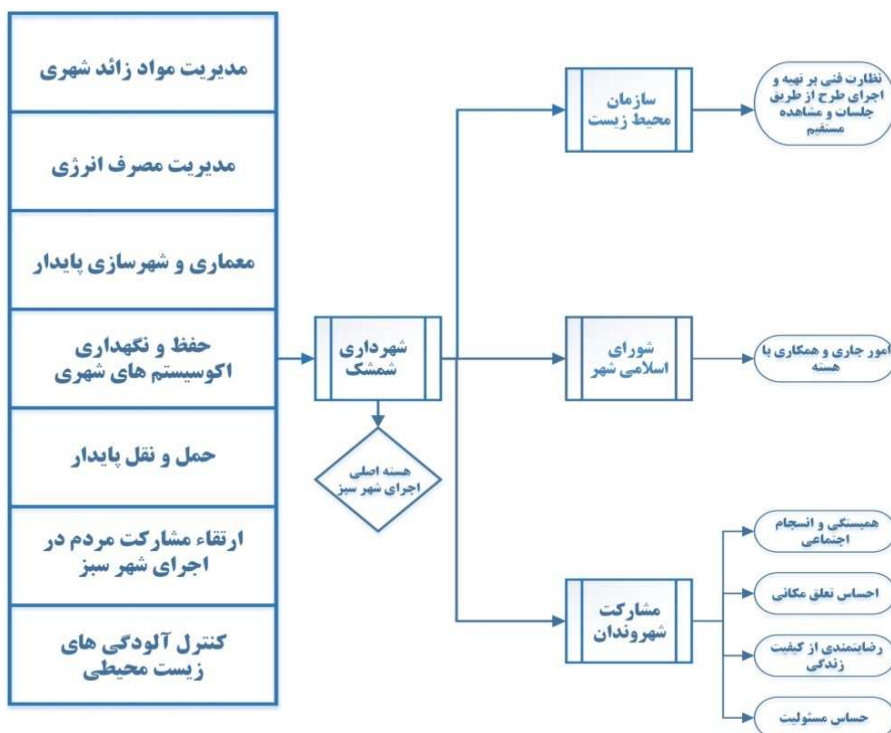 مدیریت مواد زائد شهری
مدیریت مصرف انرژی
معماری و شهرسازی پایدار
حفظ و نگهداری
اکوسیستم های شهری
حمل و نقل پایدار
ارتقاء مشارکت مردم در
اجرای شهر سبز
کنترل آلودگی های
زیست محیطی
شهرداری
شمشک
هسته اصلی
اجرای شهر سبز
سازمان
محیط زیست
نظارت فنی بر تهیه و
اجرای طرح از طریق
جلسات و مشاهده
مستقیم
شورای
اسلامی شهر
امور جاری و همکاری با
هسته
مشارکت
شهروندان
همبستگی و انسجام
اجتماعی
احساس تعلق مکانی
رضایتمندی از کیفیت
زندگی
حساس مسئولیت